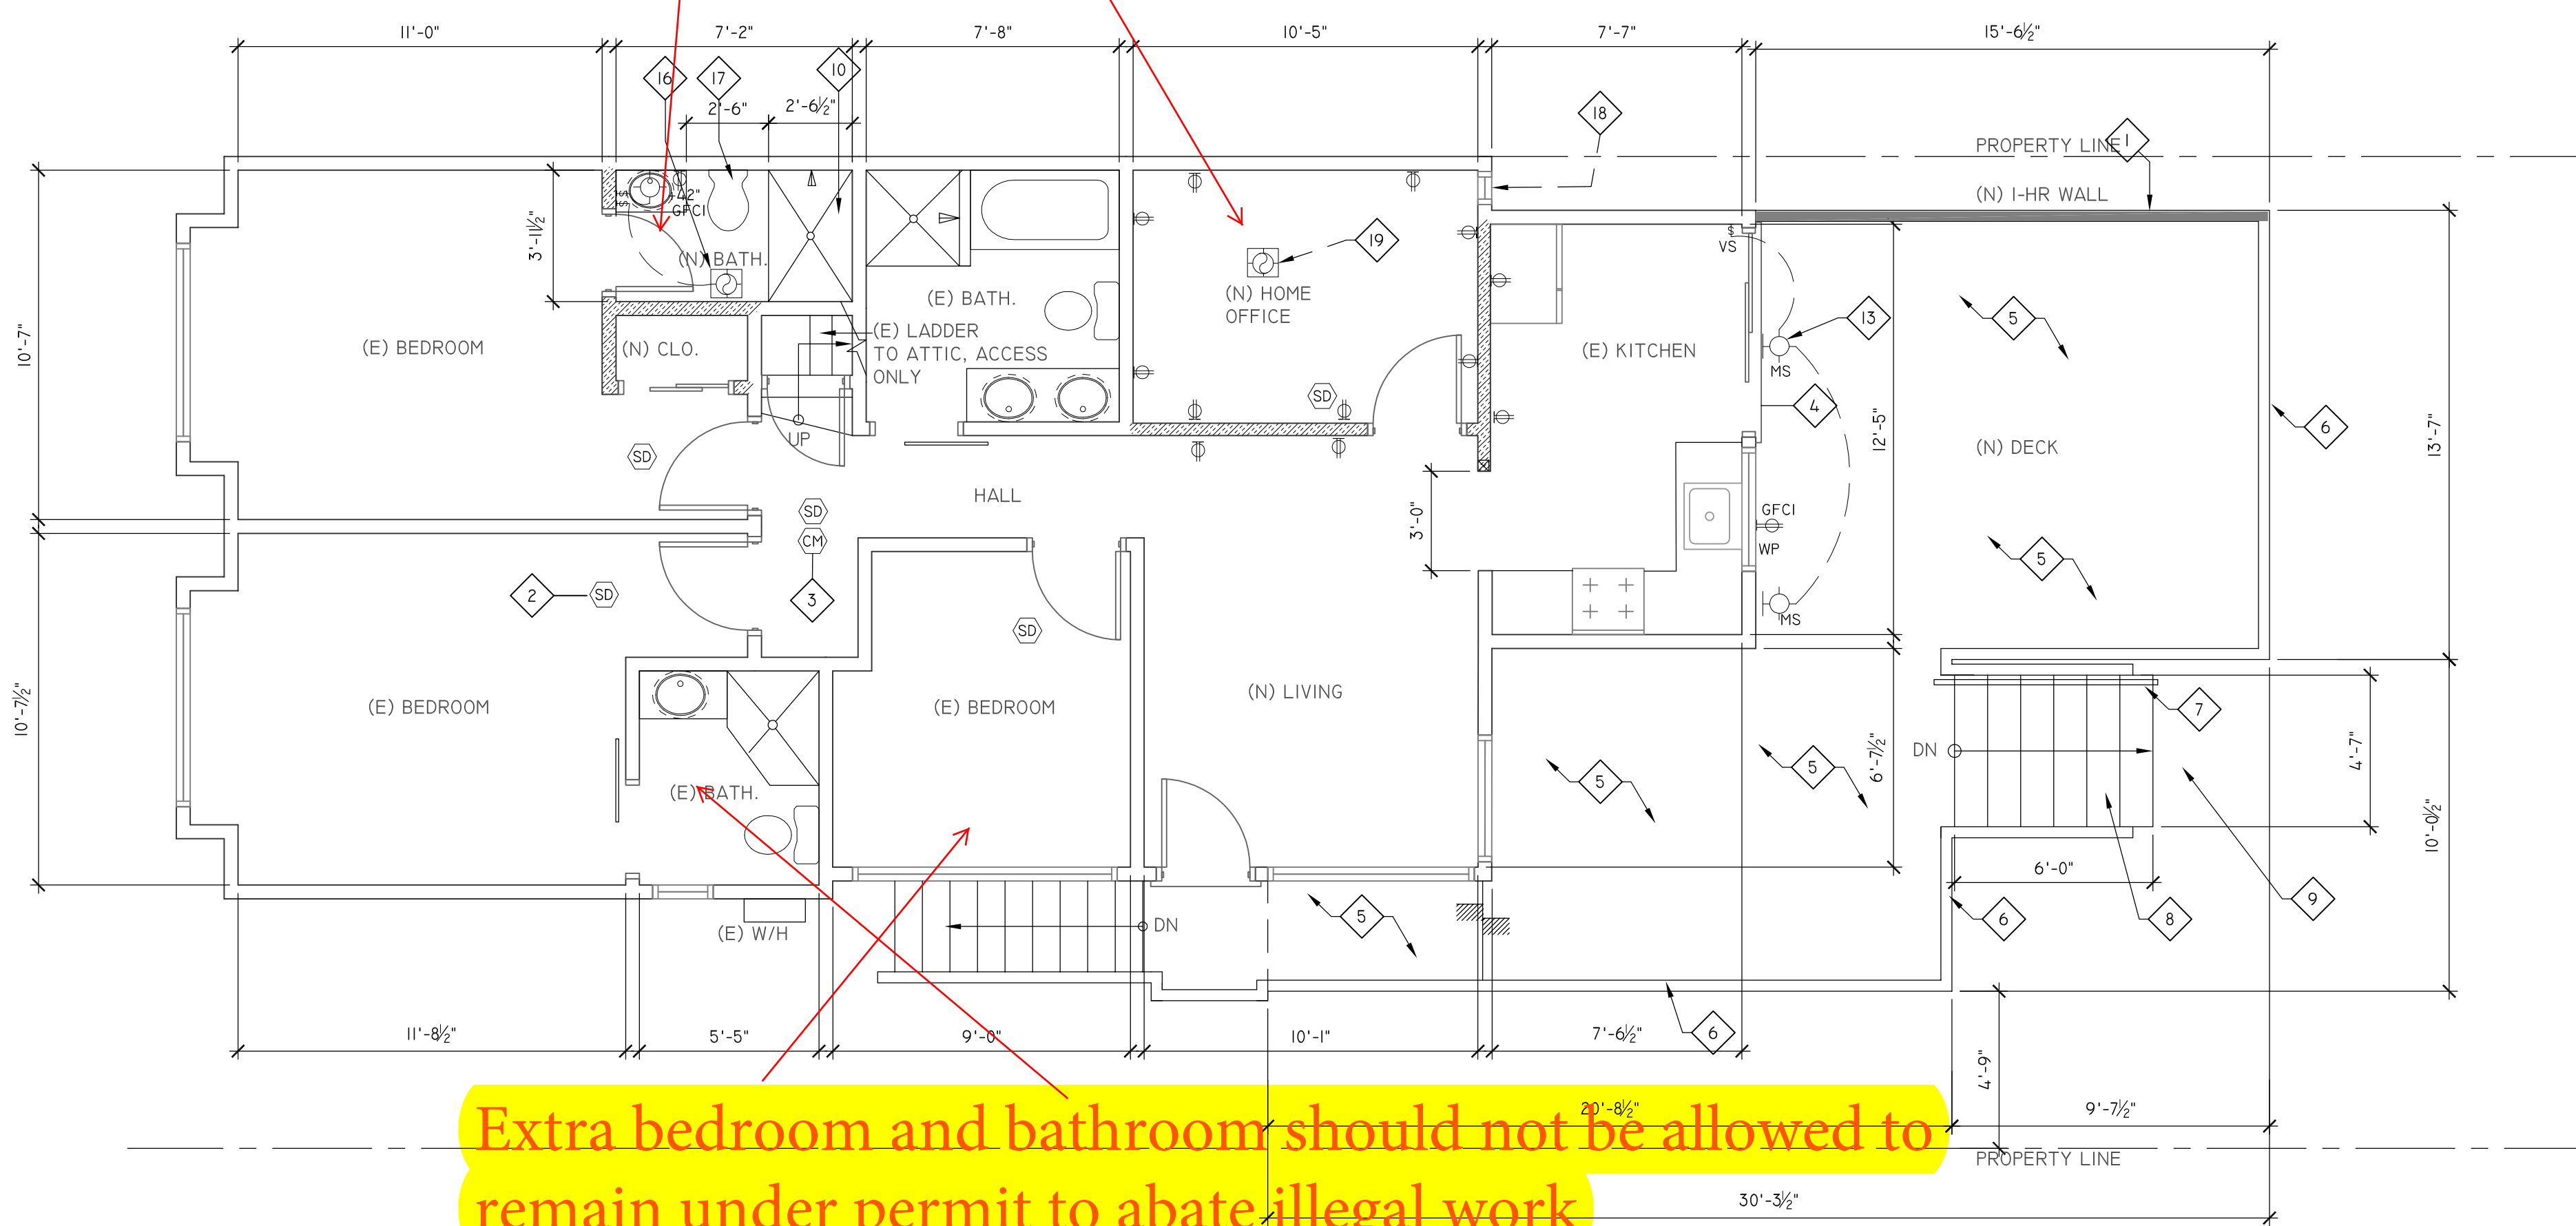 11'-0" 7'-2" 7'-8" 10'-5" 7'-7" 15'-6½"
16 17 10
2'-6" 2'-6½"
18
1
PROPERTY LINE
(N) 1-HR WALL
+42"
GFCI
3'-11½"
(N) BATH.
$
VS
19
(E) BATH.
(N) HOME
OFFICE
13
5
10'-7"
(E) BEDROOM
(N) CLO.
(E) LADDER
TO ATTIC, ACCESS
ONLY
(E) KITCHEN
MS
4
SD
UP
12'-5"
(N) DECK
6
13'-7"
SD
HALL
SD
CM
3'-0"
GFCI
WP
5
2
SD
3
MS
SD
10'-7½"
(E) BEDROOM
(E) BEDROOM
(N) LIVING
7
DN
4'-7"
6'-7½"
5
5
(E) BATH.
10'-0½"
6'-0"
9
8
6
5
DN
(E) W/H
11'-8½" 5'-5" 9'-0" 10'-1" 7'-6½"
6
4'-9"
20'-8½" 9'-7½"
Extra bedroom and bathroom should not be allowed to
PROPERTY LINE
remain under permit to abate illegal work
30'-3½"